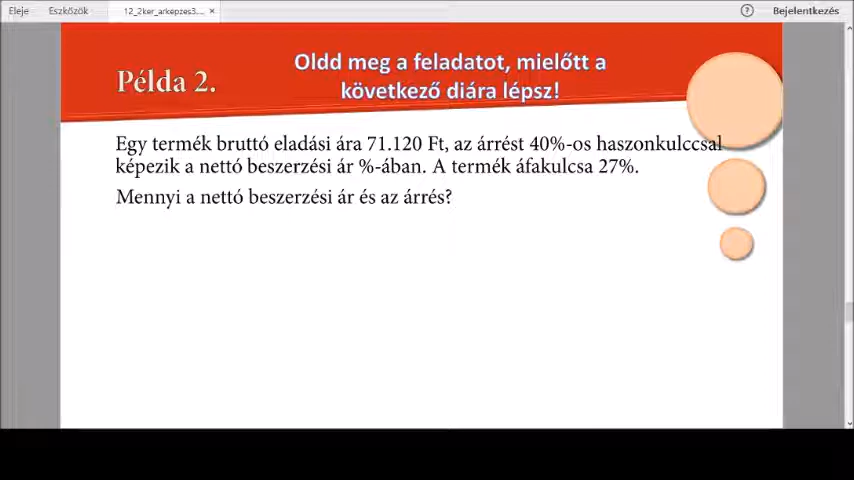 Eleje Eszközök 12_2ker_arképzes3.... × ? Bejelentkezés
Példa 2.
Oldd meg a feladatot, mielőtt a
következő diára lépsz!
Egy termék bruttó eladási ára 71.120 Ft, az árrést 40%-os haszonkulccsal
képezik a nettó beszerzési ár %-ában. A termék áfakulcsa 27%.
Mennyi a nettó beszerzési ár és az árrés?